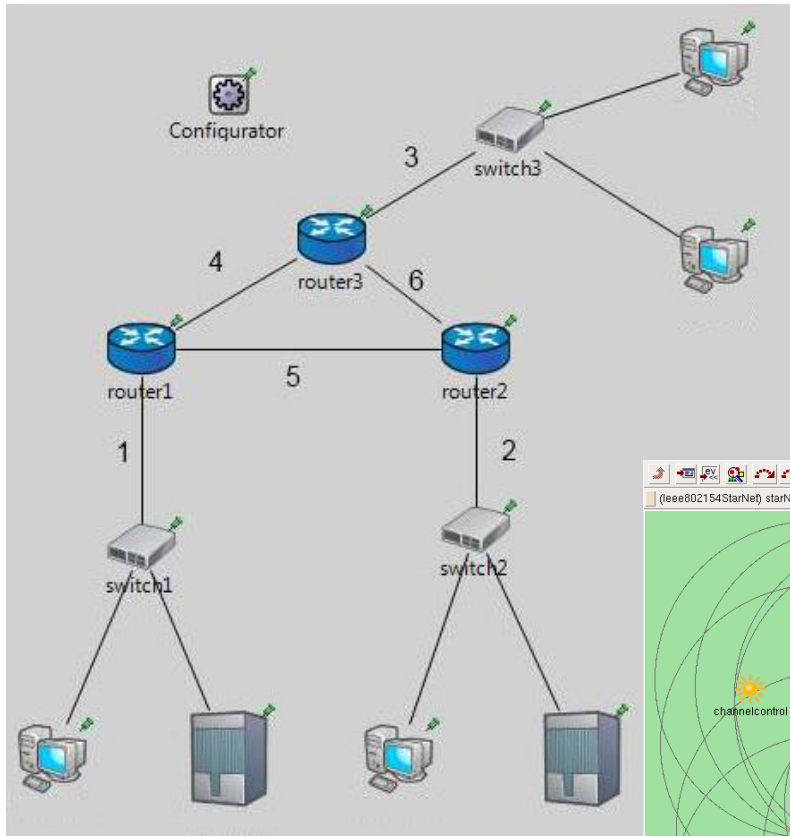 Configurator
switch3
3
router3
4
6
router1
router2
5
1
2
(Ieee802154StarNet) starN
switch1
switch2
channelcontrol